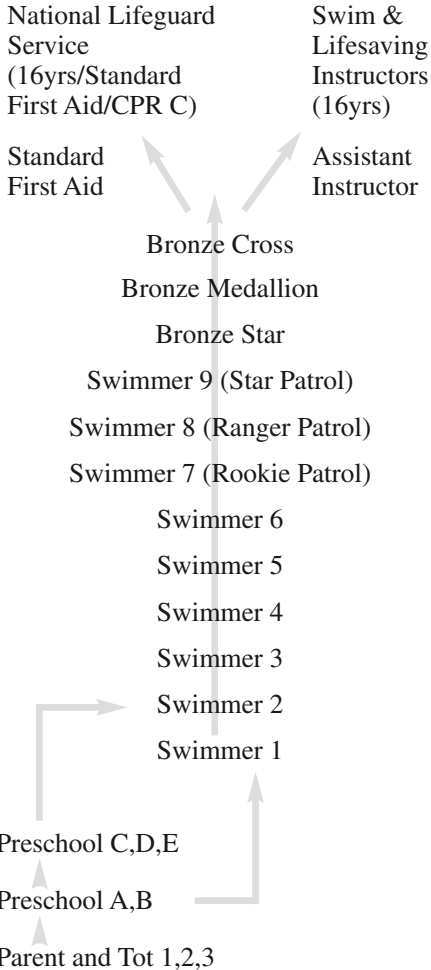 National Lifeguard
Service
(16yrs/Standard
First Aid/CPR C)
Swim &
Lifesaving
Instructors
(16yrs)
Standard
First Aid
Assistant
Instructor
Bronze Cross
Bronze Medallion
Bronze Star
Swimmer 9 (Star Patrol)
Swimmer 8 (Ranger Patrol)
Swimmer 7 (Rookie Patrol)
Swimmer 6
Swimmer 5
Swimmer 4
Swimmer 3
Swimmer 2
Swimmer 1
Preschool C,D,E
Preschool A,B
Parent and Tot 1,2,3